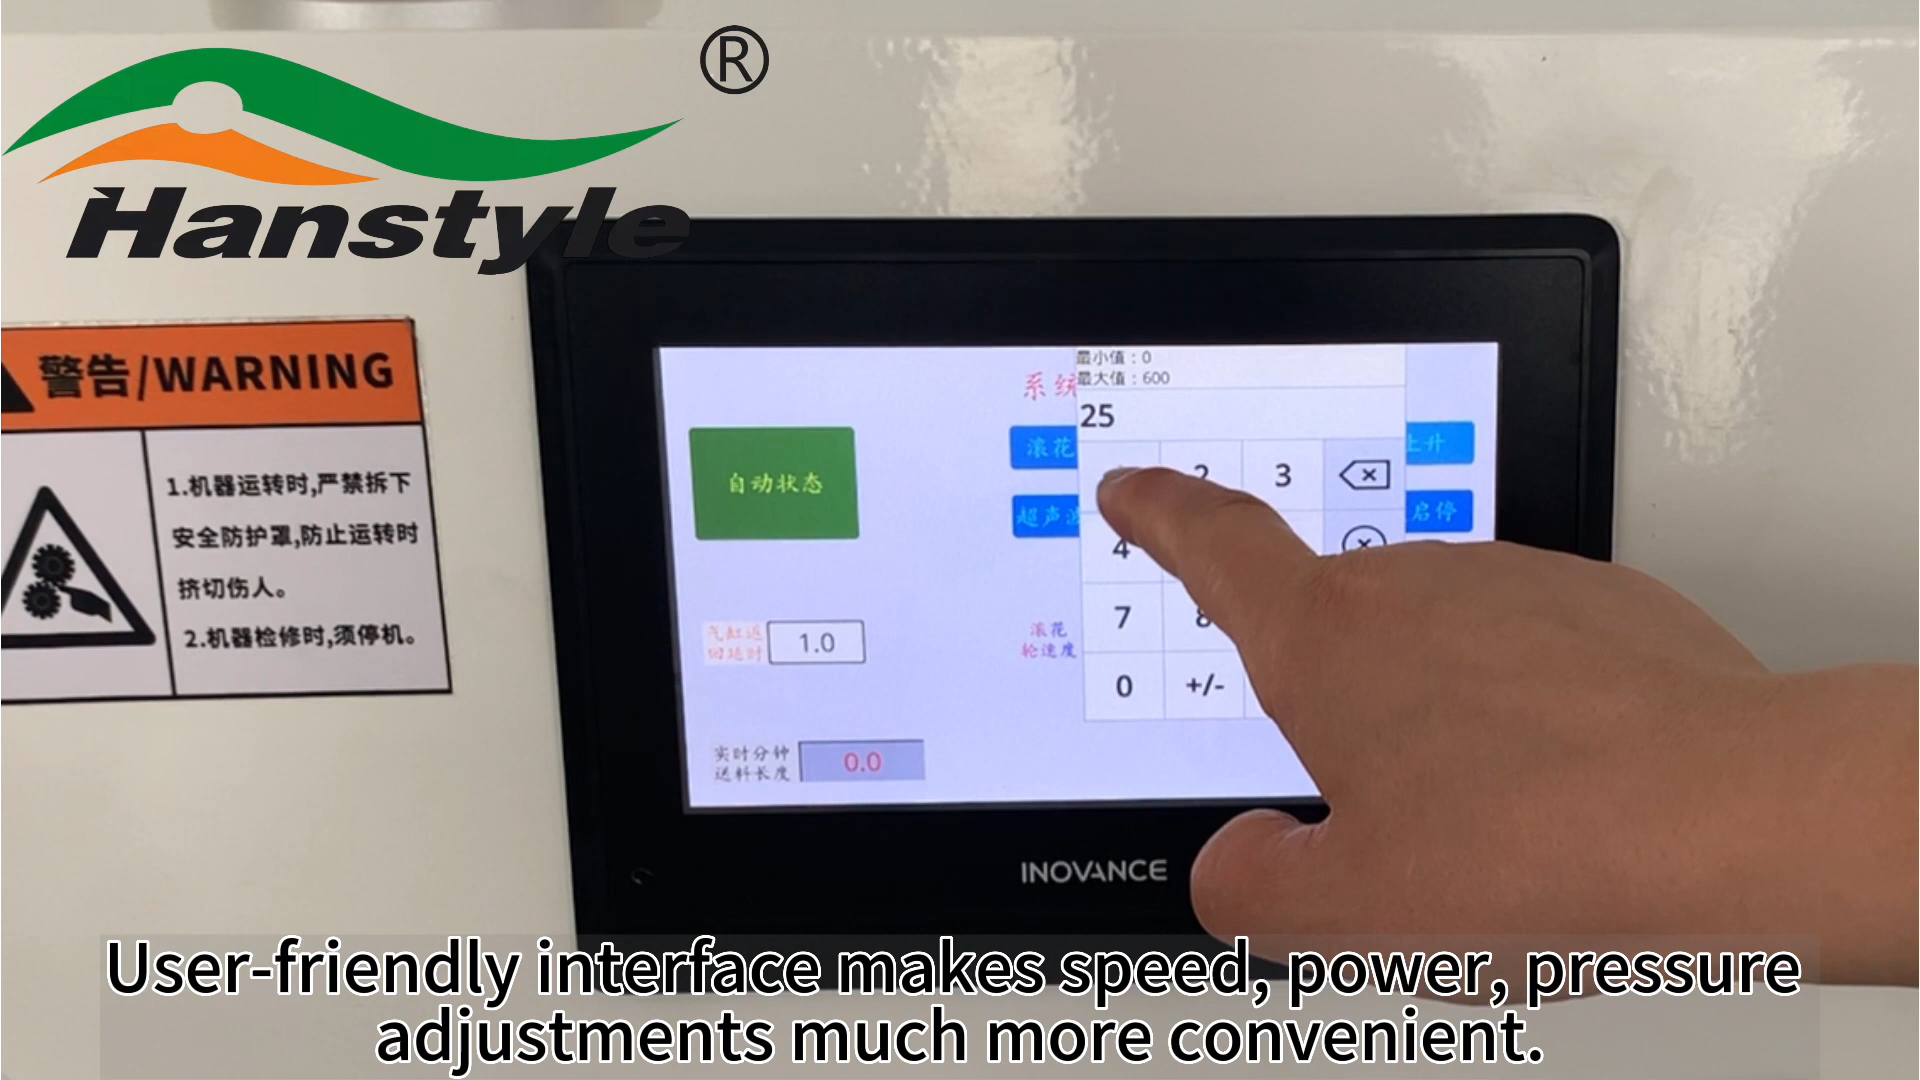 ®
Hanstyle
警告/WARNING
1.机器运转时,严禁拆下
安全防护罩,防止运转时
挤切伤人。
2.机器检修时,须停机。
最小值：0
最大值：600
系统
25
自动状态
滚花
上升
超声波
启停
2
3
4
7
8
0
+/-
气缸返
回延时
1.0
滚花
轮速度
实时分钟
送料长度
0.0
INOVANCE
User-friendly interface makes speed, power, pressure
adjustments much more convenient.